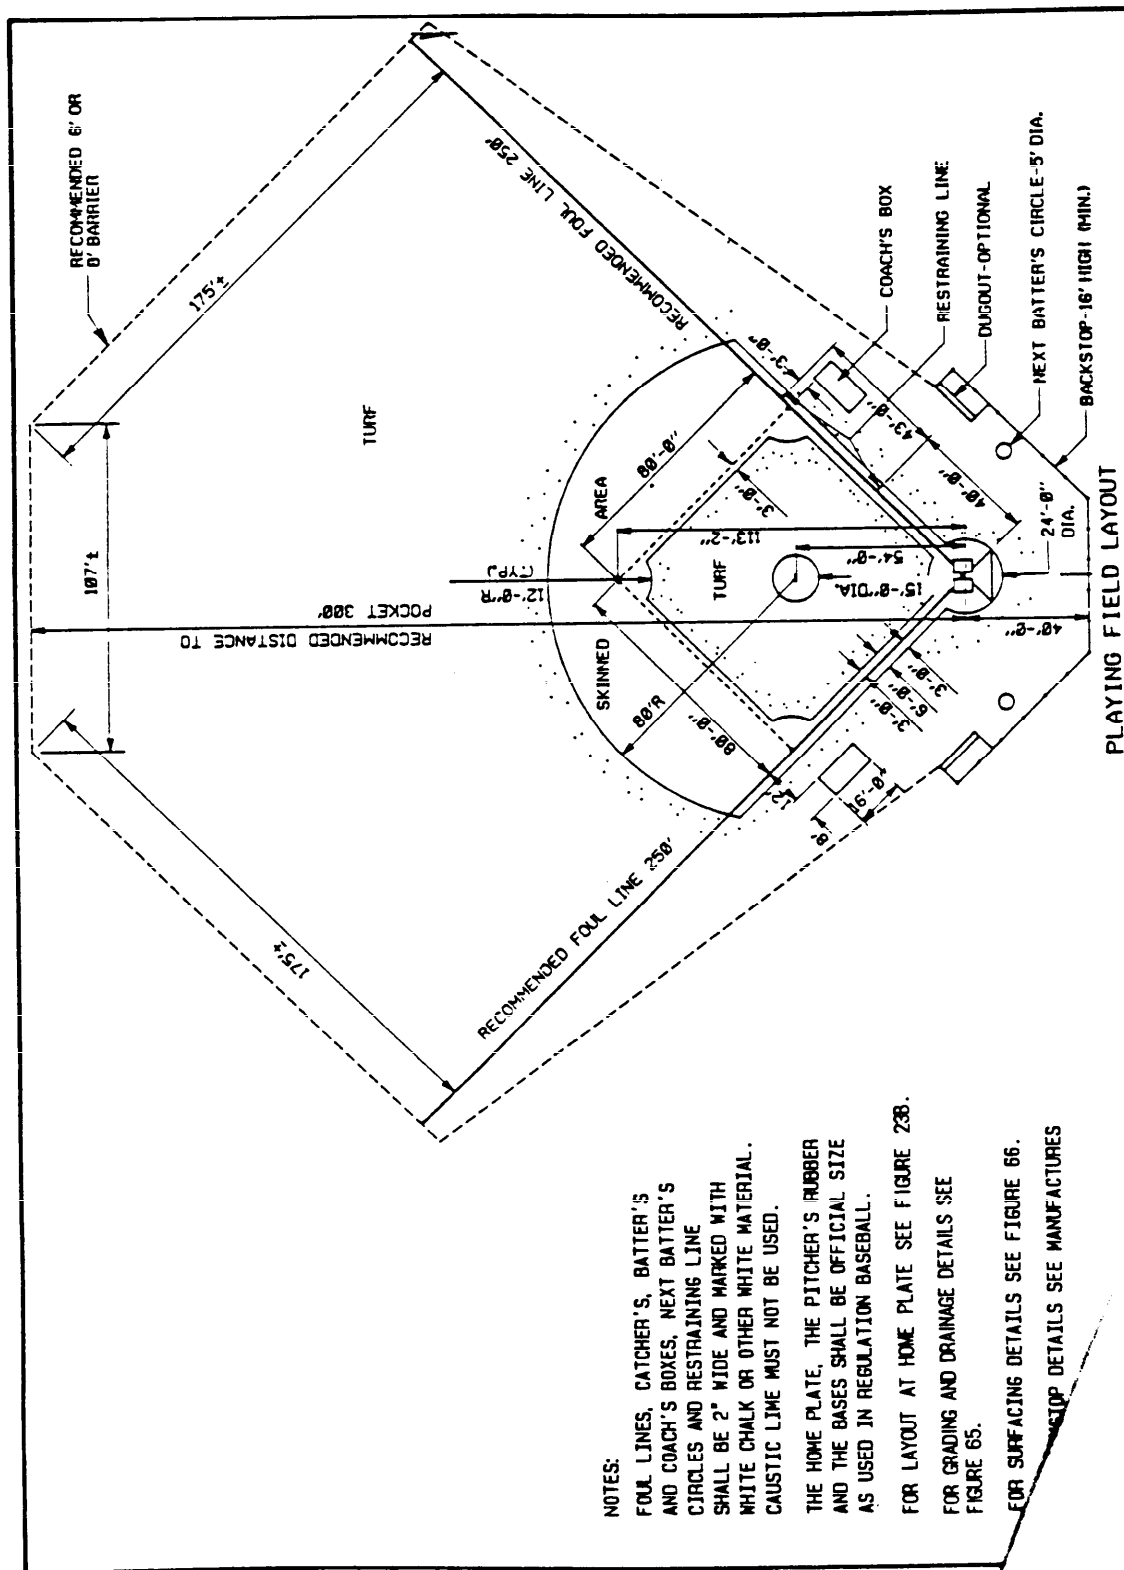 RECOMMENDED 6' OR
8' BARRIER
175'±
107'±
175'±
RECOMMENDED FOUL LINE 250'
RECOMMENDED FOUL LINE 250'
RECOMMENDED DISTANCE TO
POCKET 300'
TURF
SKINNED
AREA
TURF
12'-0"R
(TYP.)
80'-0"
80'-0"
80'R
3'-0"
3'-0"
113'-2"
54'-0"
15'-0"DIA.
43'-0"
40'-0"
40'-0"
24'-0"
DIA.
3'-0"
6'-0"
3'-0"
12'
8'
16'-0"
COACH'S BOX
RESTRAINING LINE
DUGOUT-OPTIONAL
NEXT BATTER'S CIRCLE-5' DIA.
BACKSTOP-16' HIGH (MIN.)
PLAYING FIELD LAYOUT
NOTES:
FOUL LINES, CATCHER'S, BATTER'S
AND COACH'S BOXES, NEXT BATTER'S
CIRCLES AND RESTRAINING LINE
SHALL BE 2" WIDE AND MARKED WITH
WHITE CHALK OR OTHER WHITE MATERIAL.
CAUSTIC LIME MUST NOT BE USED.
THE HOME PLATE, THE PITCHER'S RUBBER
AND THE BASES SHALL BE OFFICIAL SIZE
AS USED IN REGULATION BASEBALL.
FOR LAYOUT AT HOME PLATE SEE FIGURE 23B.
FOR GRADING AND DRAINAGE DETAILS SEE
FIGURE 65.
FOR SURFACING DETAILS SEE FIGURE 66.
DETAILS SEE MANUFACTURES